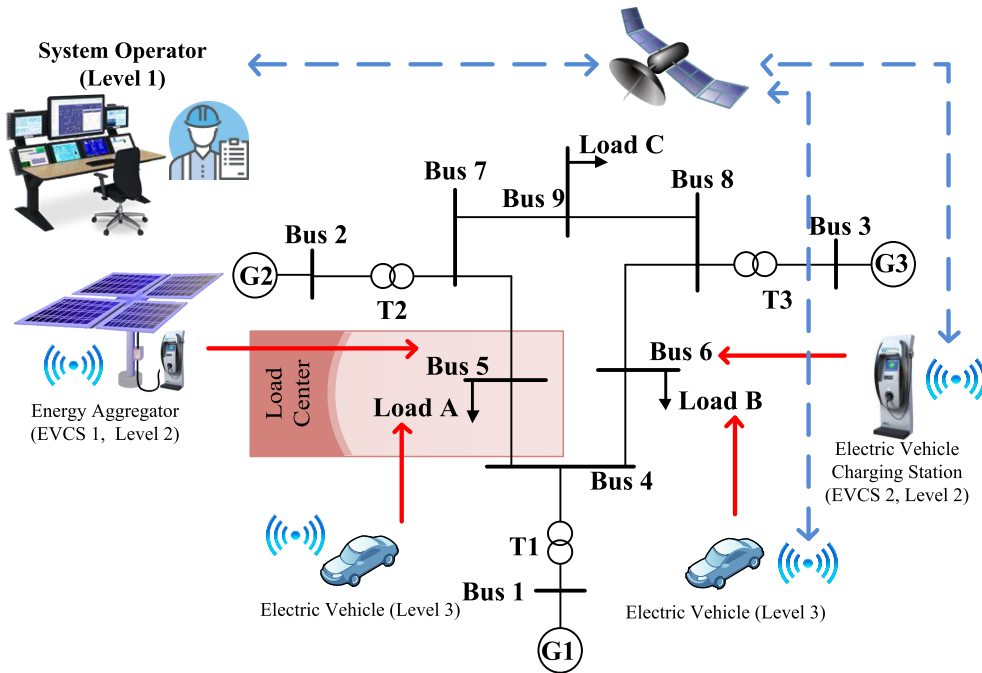 System Operator
(Level 1)
Load C
Bus 7
Bus 9
Bus 8
Bus 2
Bus 3
G2
T2
T3
G3
Load
Center
Bus 5
Load A
Bus 6
Load B
Energy Aggregator
(EVCS 1, Level 2)
Electric Vehicle
Charging Station
(EVCS 2, Level 2)
Bus 4
T1
Bus 1
Electric Vehicle (Level 3)
Electric Vehicle (Level 3)
G1